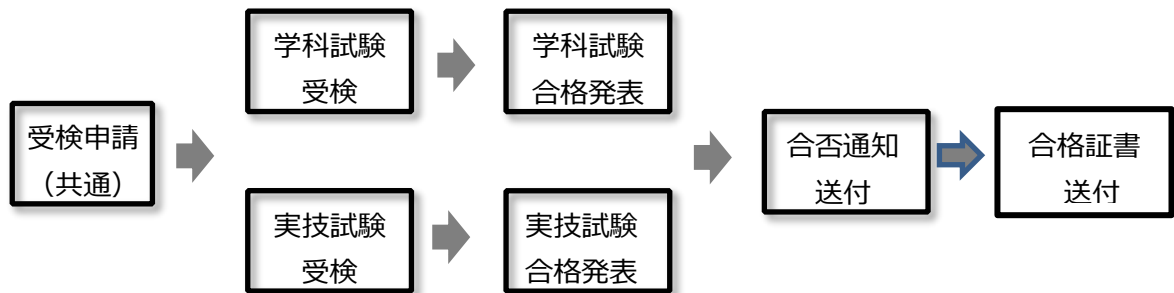 受検申請
（共通）
学科試験
受検
学科試験
合格発表
実技試験
受検
実技試験
合格発表
合否通知
送付
合格証書
送付